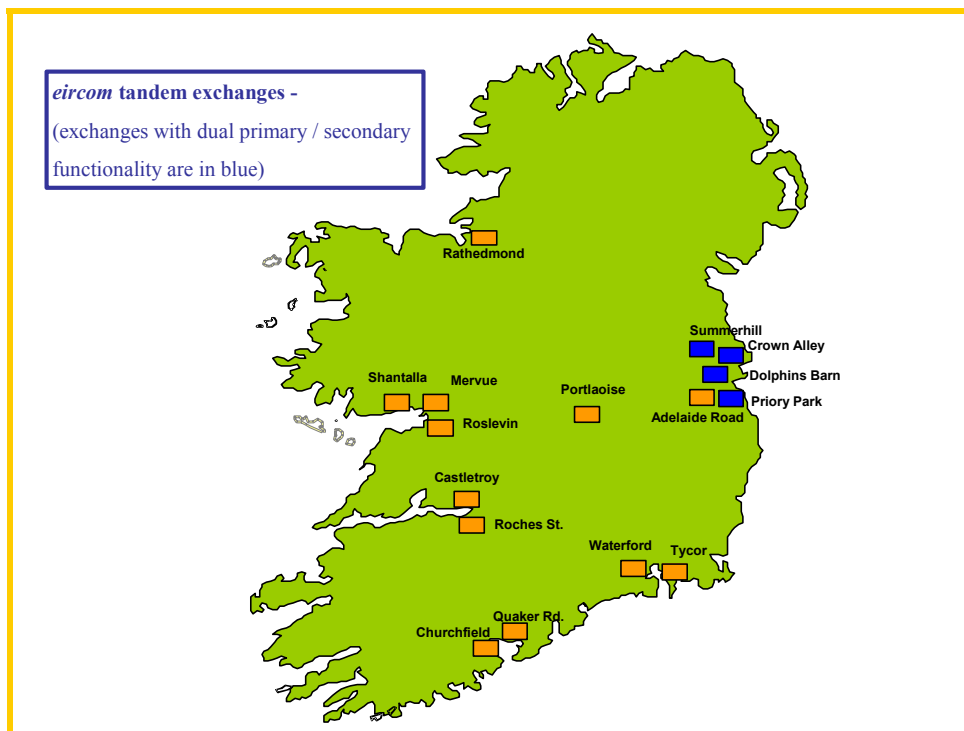 eircom tandem exchanges -
(exchanges with dual primary / secondary
functionality are in blue)
Rathedmond
Summerhill
Crown Alley
Dolphins Barn
Priory Park
Adelaide Road
Shantalla
Mervue
Portlaoise
Roslevin
Castletroy
Roches St.
Waterford
Tycor
Quaker Rd.
Churchfield